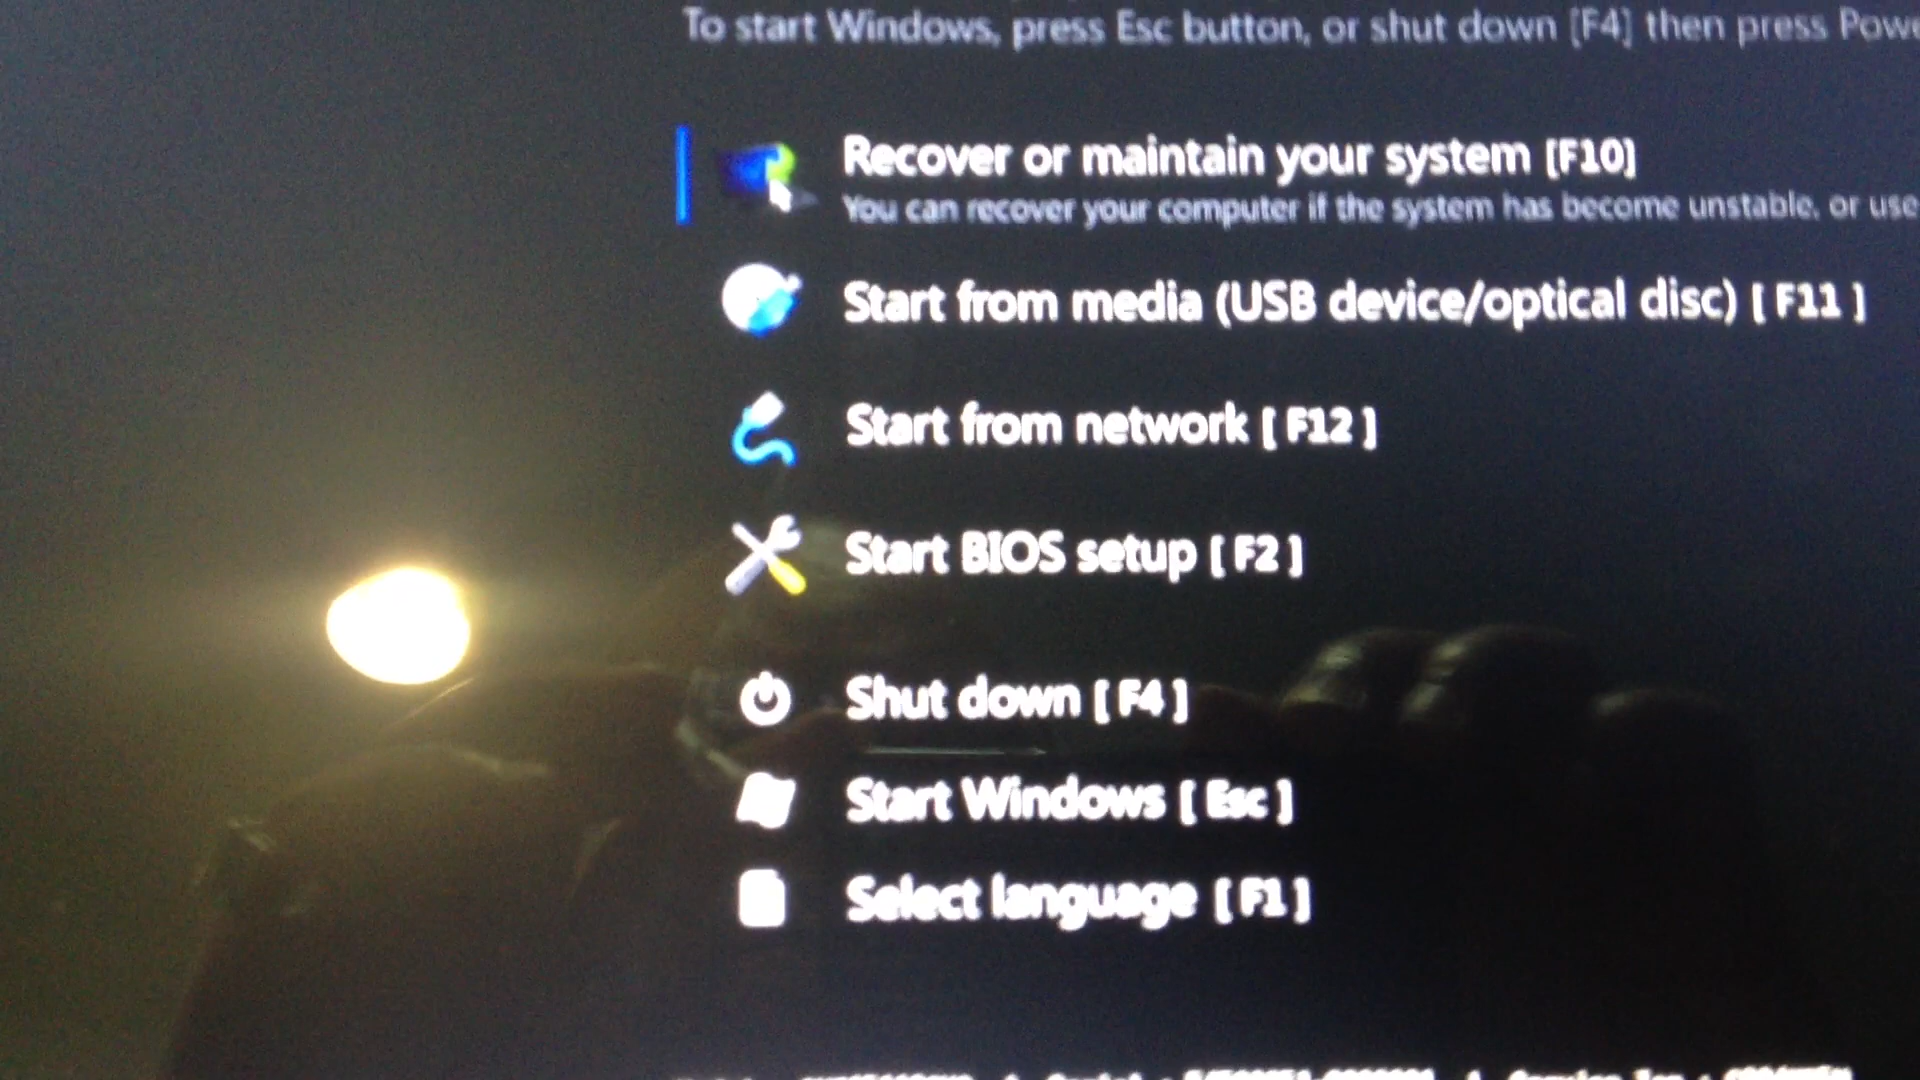 To start Windows, press Esc button, or shut down [F4] then press
Recover or maintain your system [F10]
You can recover your computer if the system has become unstable, or use
Start from media (USB device/optical disc) [ F11 ]
Start from network [ F12 ]
Start BIOS setup [ F2 ]
Shut down [ F4 ]
Start Windows [ Esc ]
Select language [ F1 ]